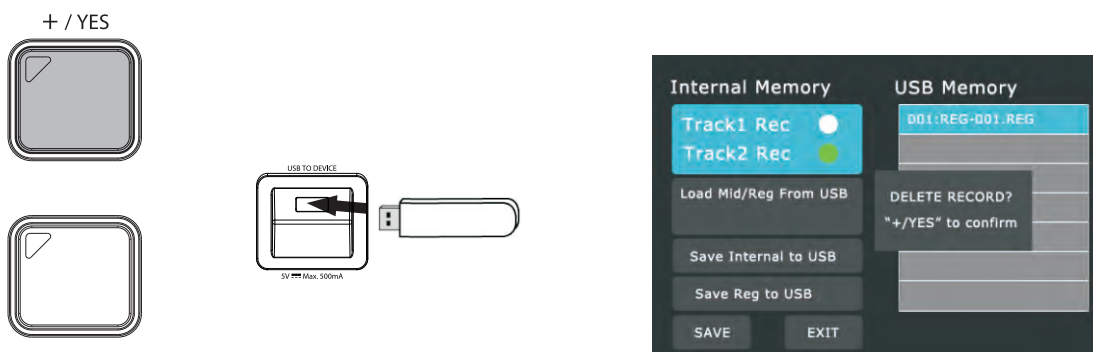 + / YES
USB TO DEVICE
5V Max. 500mA
Internal Memory
Track1 Rec
Track2 Rec
Load Mid/Reg From USB
Save Internal to USB
Save Reg to USB
SAVE EXIT
USB Memory
001:REG-001.REG
DELETE RECORD?
"+/YES" to confirm